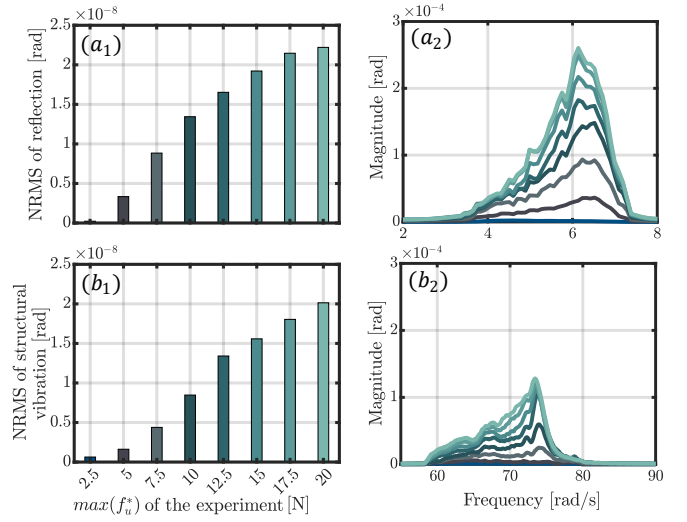 ×10⁻⁸
2.5
2
1.5
1
0.5
0
(a₁)
NRMS of reflection [rad]
×10⁻⁴
3
2
1
0
(a₂)
Magnitude [rad]
2 4 6 8
×10⁻⁸
2.5
2
1.5
1
0.5
0
(b₁)
NRMS of structural
vibration [rad]
2.5 5 7.5 10 12.5 15 17.5 20
max(f*ᵤ) of the experiment [N]
×10⁻⁴
3
2
1
0
(b₂)
Magnitude [rad]
60 70 80 90
Frequency [rad/s]